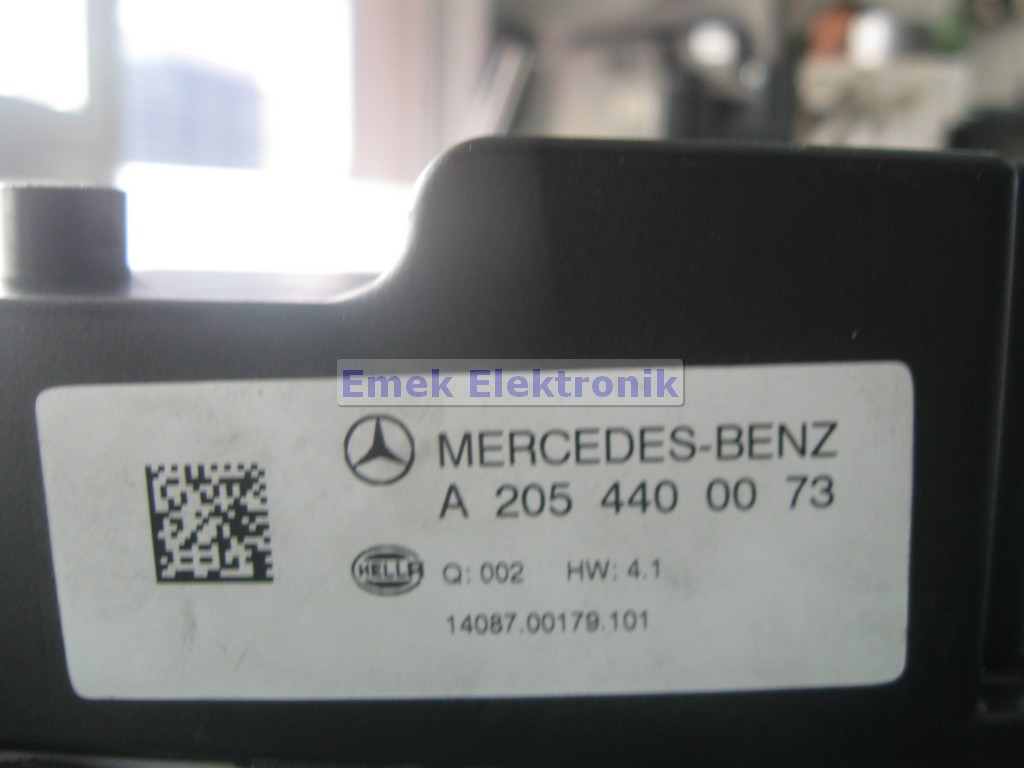 Emek Elektronik
MERCEDES-BENZ
A 205 440 00 73
HELLA Q: 002 HW: 4.1
14087.00179.101